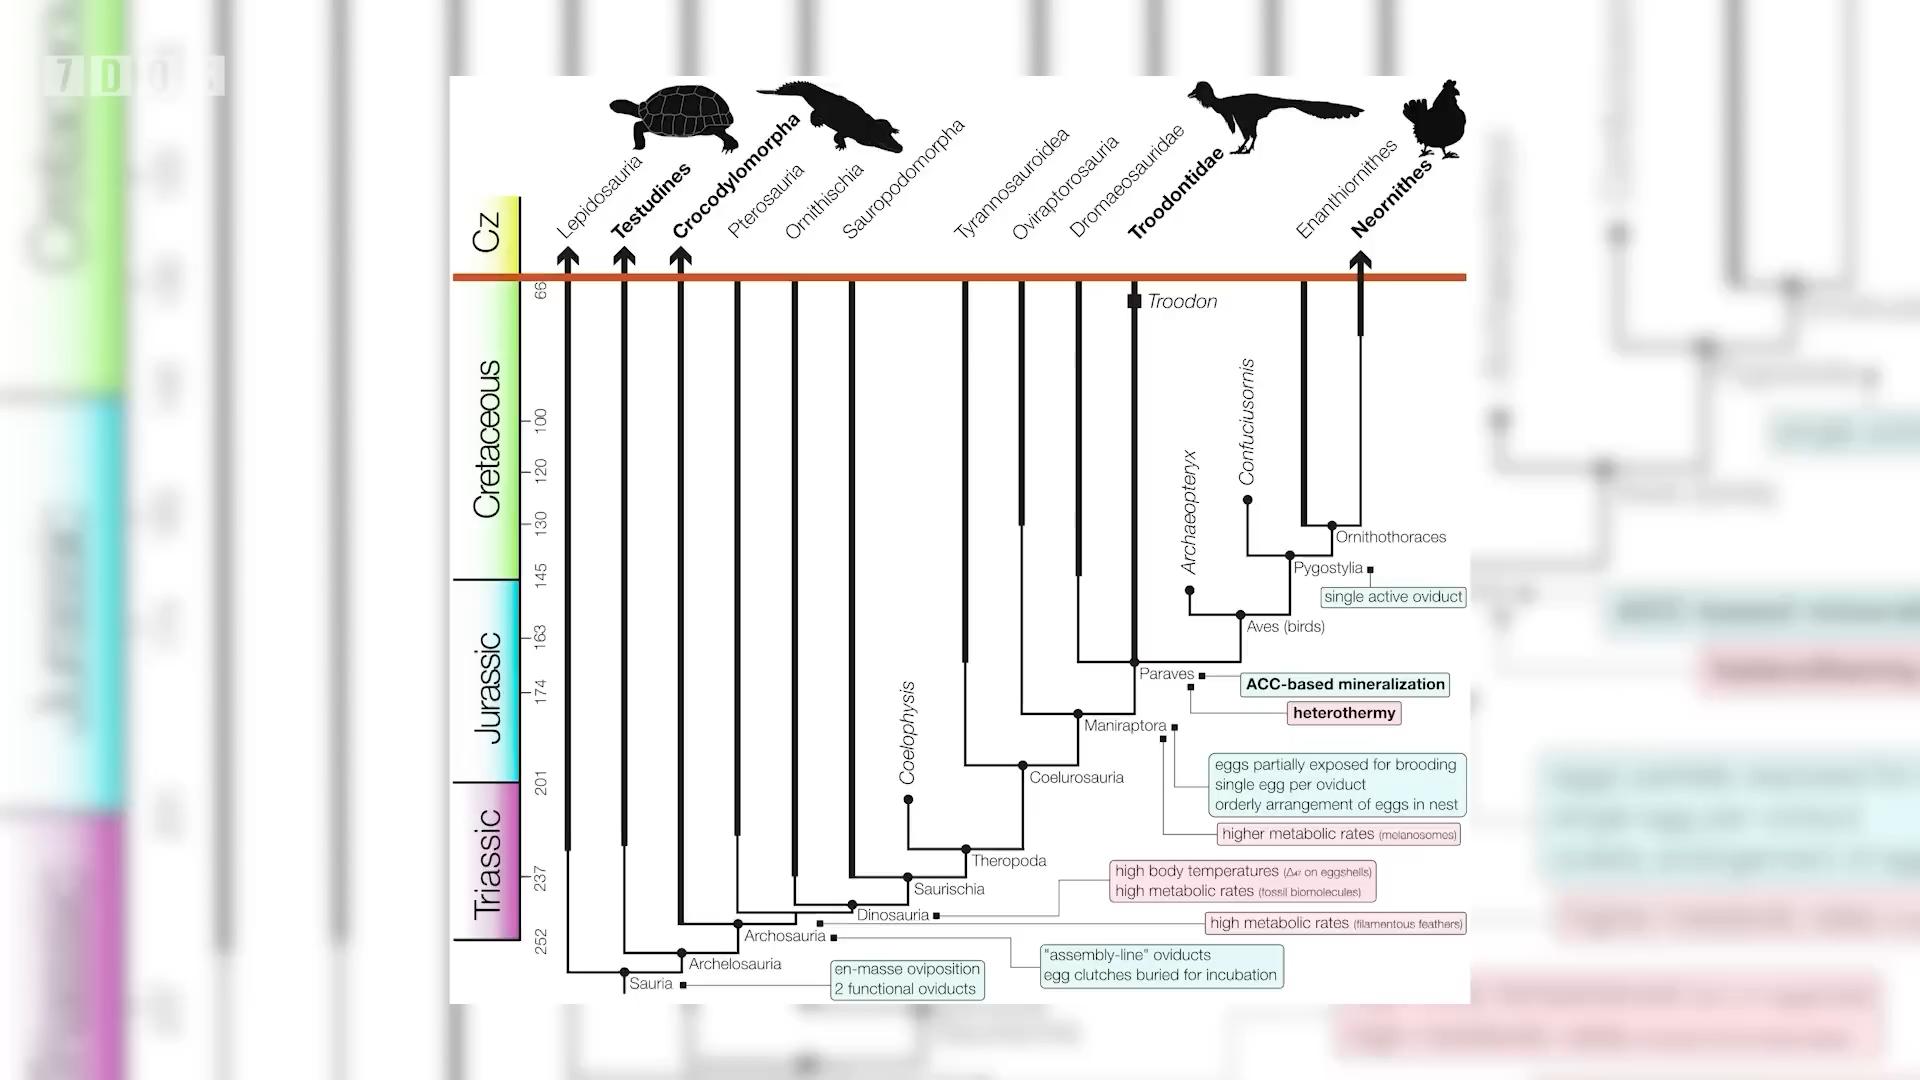 7 D O S
Lepidosauria
Testudines
Crocodylomorpha
Pterosauria
Ornithischia
Sauropodomorpha
Tyrannosauroidea
Oviraptorosauria
Dromaeosauridae
Troodontidae
Enantiornithes
Neornithes
Cz
66
Troodon
Cretaceous
100
120
130
145
Confuciusornis
Archaeopteryx
Ornithothoraces
Pygostylia
single active oviduct
Aves (birds)
Jurassic
163
174
201
Paraves
ACC-based mineralization
heterothermy
Maniraptora
Coelophysis
eggs partially exposed for brooding
single egg per oviduct
orderly arrangement of eggs in nest
Coelurosauria
higher metabolic rates (melanosomes)
Triassic
237
252
Theropoda
high body temperatures (Δ47 on eggshells)
high metabolic rates (fossil biomolecules)
Saurischia
Dinosauria
high metabolic rates (filamentous feathers)
Archosauria
"assembly-line" oviducts
egg clutches buried for incubation
Archelosauria
en-masse oviposition
2 functional oviducts
Sauria